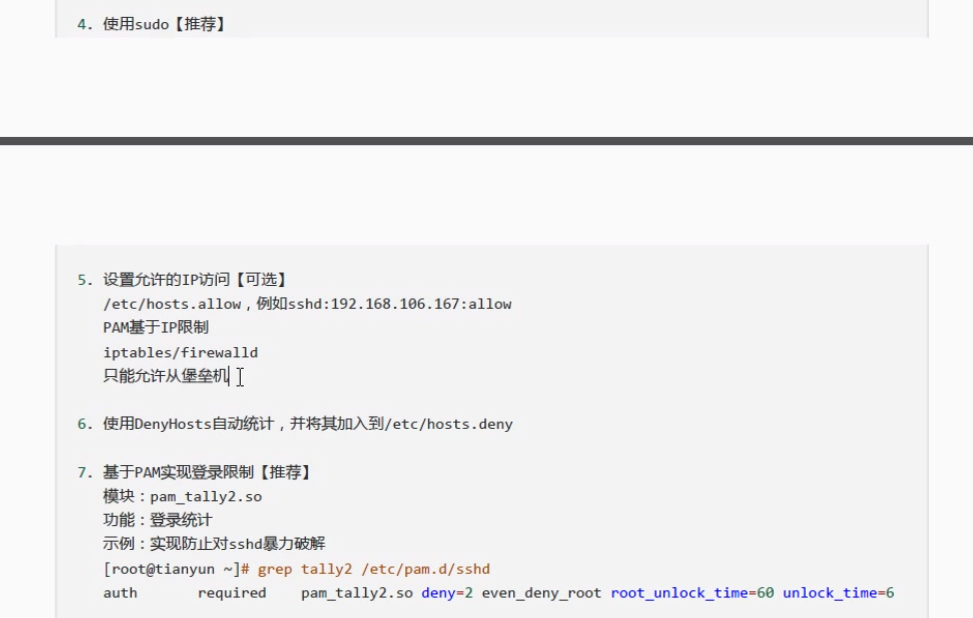 4. 使用sudo【推荐】
5. 设置允许的IP访问【可选】
/etc/hosts.allow，例如sshd:192.168.106.167:allow
PAM基于IP限制
iptables/firewalld
只能允许从堡垒机
6. 使用DenyHosts自动统计，并将其加入到/etc/hosts.deny
7. 基于PAM实现登录限制【推荐】
模块：pam_tally2.so
功能：登录统计
示例：实现防止对sshd暴力破解
[root@tianyun ~]# grep tally2 /etc/pam.d/sshd
auth required pam_tally2.so deny=2 even_deny_root root_unlock_time=60 unlock_time=6